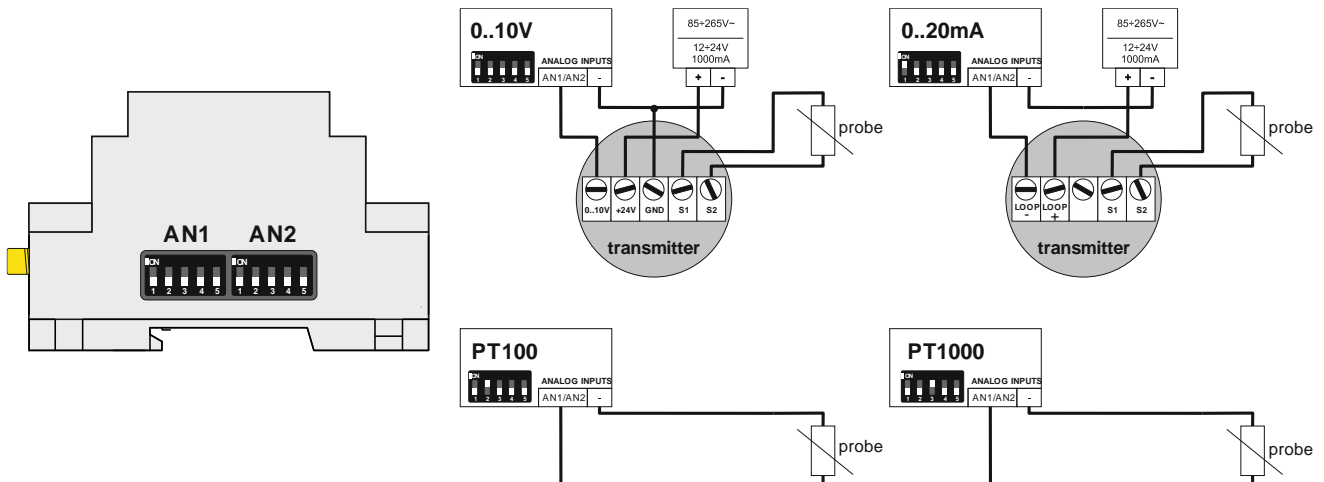 AN1 AN2
ON ON
1 2 3 4 5 1 2 3 4 5
0..10V
ON
1 2 3 4 5
ANALOG INPUTS
AN1/AN2 -
85÷265V~
12÷24V
1000mA
+ -
probe
0..10V +24V GND S1 S2
transmitter
0..20mA
ON
1 2 3 4 5
ANALOG INPUTS
AN1/AN2 -
85÷265V~
12÷24V
1000mA
+ -
probe
LOOP - LOOP + S1 S2
transmitter
PT100
ON
1 2 3 4 5
ANALOG INPUTS
AN1/AN2 -
probe
PT1000
ON
1 2 3 4 5
ANALOG INPUTS
AN1/AN2 -
probe